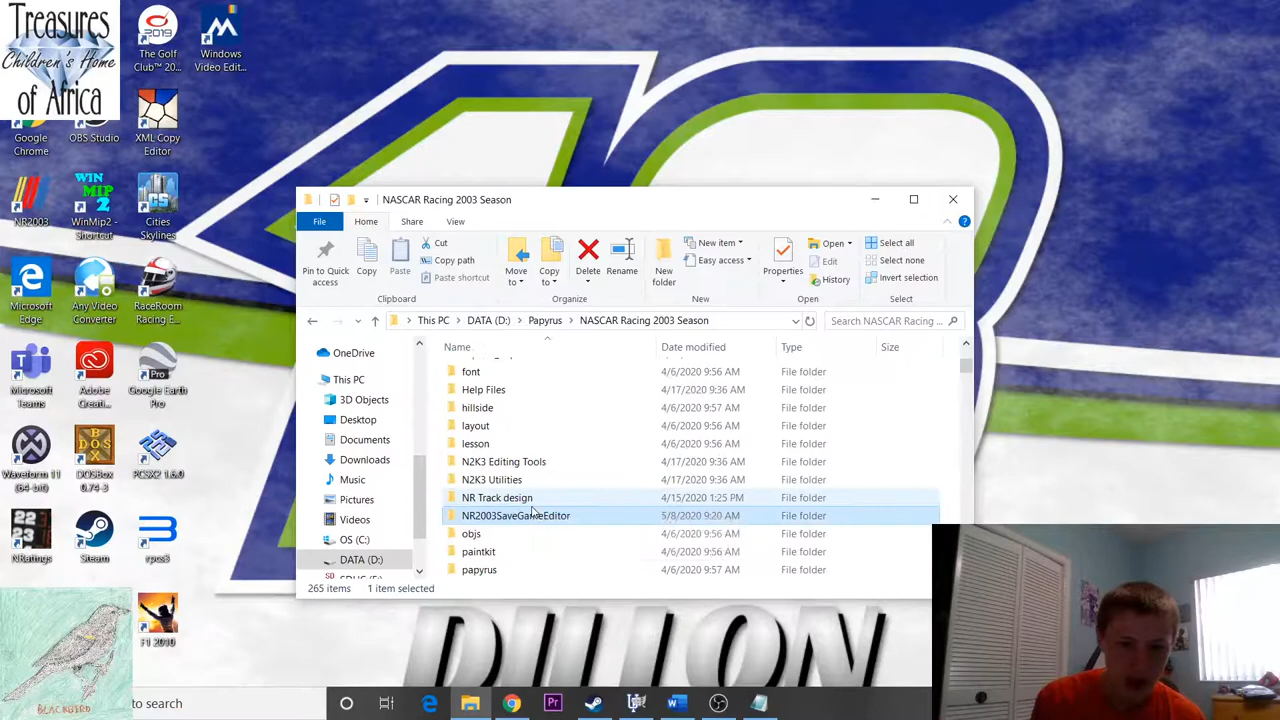 Treasures
Children's Home
of Africa
The Golf
Club™ 20...
Windows
Video Edit...
Google
Chrome
OBS Studio
XML Copy
Editor
NR2003
WinMip2 -
Shortcut
Cities
Skylines
Microsoft
Edge
Any Video
Converter
RaceRoom
Racing E...
Microsoft
Teams
Adobe
Creati...
Google Earth
Pro
Waveform 11
(64-bit)
DOSBox
0.74-3
PCSX2 1.6.0
NRatings
Steam
rpcs3
F1 2010
BLACKBIRD
NASCAR Racing 2003 Season
File
Home
Share
View
Pin to Quick
access
Copy
Paste
Cut
Copy path
Paste shortcut
Clipboard
Move
to
Copy
to
Delete
Rename
Organize
New
folder
New item
Easy access
New
Properties
Open
Edit
History
Open
Select all
Select none
Invert selection
Select
This PC > DATA (D:) > Papyrus > NASCAR Racing 2003 Season
Search NASCAR Racing ...
OneDrive
This PC
3D Objects
Desktop
Documents
Downloads
Music
Pictures
Videos
OS (C:)
DATA (D:)
Name Date modified Type Size
font 4/6/2020 9:56 AM File folder
Help Files 4/17/2020 9:36 AM File folder
hillside 4/6/2020 9:57 AM File folder
layout 4/6/2020 9:56 AM File folder
lesson 4/6/2020 9:56 AM File folder
N2K3 Editing Tools 4/17/2020 9:36 AM File folder
N2K3 Utilities 4/17/2020 9:36 AM File folder
NR Track design 4/15/2020 1:25 PM File folder
NR2003SaveGameEditor 5/8/2020 9:20 AM File folder
objs 4/6/2020 9:56 AM File folder
paintkit 4/6/2020 9:56 AM File folder
papyrus 4/6/2020 9:57 AM File folder
265 items 1 item selected
DILLON
to search